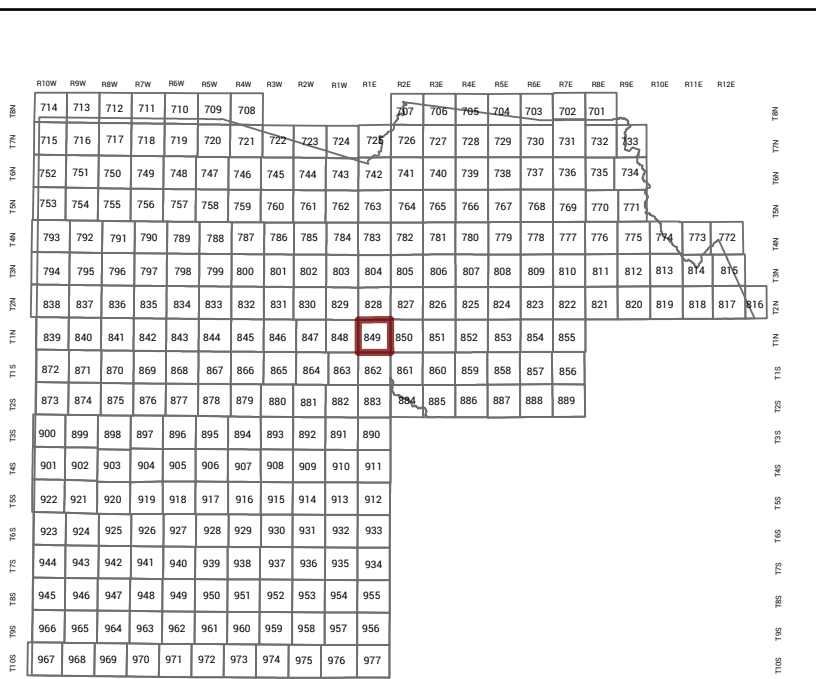 R10W R9W R8W R7W R6W R5W R4W R3W R2W R1W R1E R2E R3E R4E R5E R6E R7E R8E R9E R10E R11E R12E
T8N 714 713 712 711 710 709 708 707 706 705 704 703 702 701 T8N
T7N 715 716 717 718 719 720 721 722 723 724 725 726 727 728 729 730 731 732 733 T7N
T6N 752 751 750 749 748 747 746 745 744 743 742 741 740 739 738 737 736 735 734 T6N
T5N 753 754 755 756 757 758 759 760 761 762 763 764 765 766 767 768 769 770 771 T5N
T4N 793 792 791 790 789 788 787 786 785 784 783 782 781 780 779 778 777 776 775 774 773 772 T4N
T3N 794 795 796 797 798 799 800 801 802 803 804 805 806 807 808 809 810 811 812 813 814 815 T3N
T2N 838 837 836 835 834 833 832 831 830 829 828 827 826 825 824 823 822 821 820 819 818 817 816 T2N
T1N 839 840 841 842 843 844 845 846 847 848 849 850 851 852 853 854 855 T1N
T1S 872 871 870 869 868 867 866 865 864 863 862 861 860 859 858 857 856 T1S
T2S 873 874 875 876 877 878 879 880 881 882 883 884 885 886 887 888 889 T2S
T3S 900 899 898 897 896 895 894 893 892 891 890 T3S
T4S 901 902 903 904 905 906 907 908 909 910 911 T4S
T5S 922 921 920 919 918 917 916 915 914 913 912 T5S
T6S 923 924 925 926 927 928 929 930 931 932 933 T6S
T7S 944 943 942 941 940 939 938 937 936 935 934 T7S
T8S 945 946 947 948 949 950 951 952 953 954 955 T8S
T9S 966 965 964 963 962 961 960 959 958 957 956 T9S
T10S 967 968 969 970 971 972 973 974 975 976 977 T10S